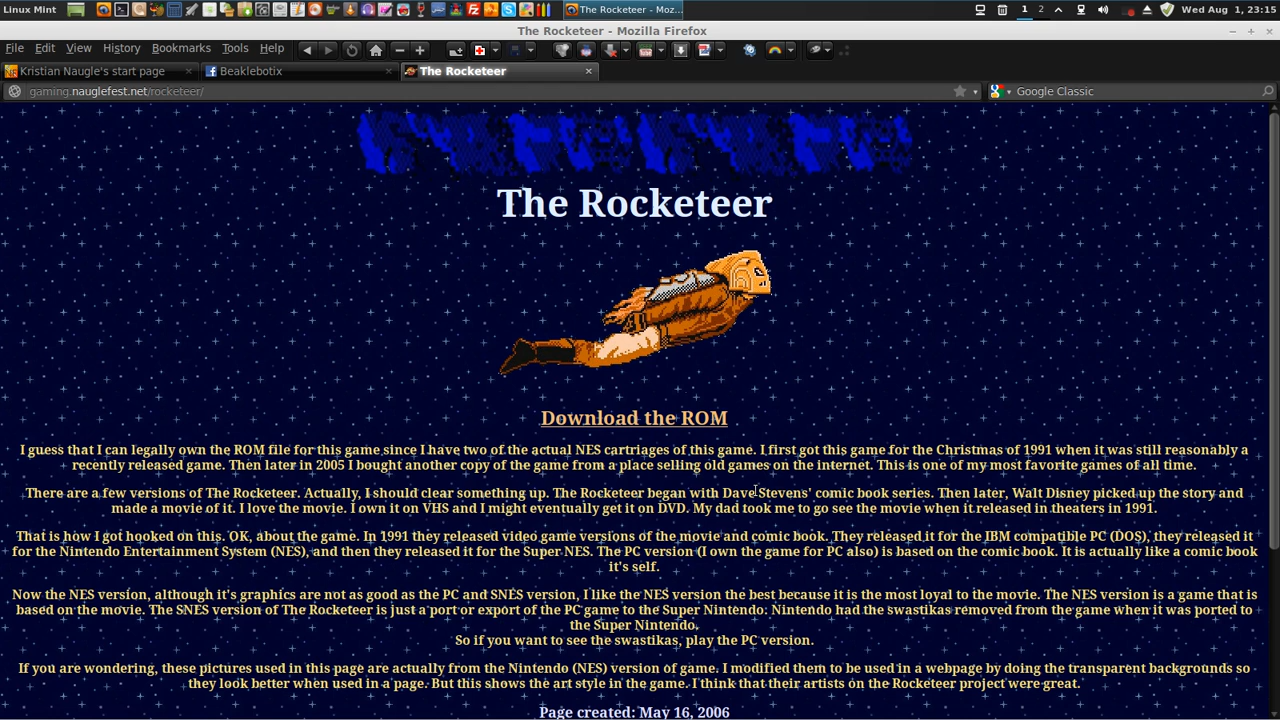 Linux Mint
The Rocketeer - Moz...
1 2
Wed Aug 1, 23:15
The Rocketeer - Mozilla Firefox
File Edit View History Bookmarks Tools Help
Kristian Naugle's start page
Beaklebotix
The Rocketeer
gaming.nauglefest.net/rocketeer/
Google Classic
The Rocketeer
Download the ROM
I guess that I can legally own the ROM file for this game since I have two of the actual NES cartriages of this game. I first got this game for the Christmas of 1991 when it was still reasonably a
recently released game. Then later in 2005 I bought another copy of the game from a place selling old games on the internet. This is one of my most favorite games of all time.
There are a few versions of The Rocketeer. Actually, I should clear something up. The Rocketeer began with Dave Stevens' comic book series. Then later, Walt Disney picked up the story and
made a movie of it. I love the movie. I own it on VHS and I might eventually get it on DVD. My dad took me to go see the movie when it released in theaters in 1991.
That is how I got hooked on this. OK, about the game. In 1991 they released video game versions of the movie and comic book. They released it for the IBM compatible PC (DOS), they released it
for the Nintendo Entertainment System (NES), and then they released it for the Super NES. The PC version (I own the game for PC also) is based on the comic book. It is actually like a comic book
it's self.
Now the NES version, although it's graphics are not as good as the PC and SNES version, I like the NES version the best because it is the most loyal to the movie. The NES version is a game that is
based on the movie. The SNES version of The Rocketeer is just a port or export of the PC game to the Super Nintendo. Nintendo had the swastikas removed from the game when it was ported to
the Super Nintendo.
So if you want to see the swastikas, play the PC version.
If you are wondering, these pictures used in this page are actually from the Nintendo (NES) version of game. I modified them to be used in a webpage by doing the transparent backgrounds so
they look better when used in a page. But this shows the art style in the game. I think that their artists on the Rocketeer project were great.
Page created: May 16, 2006